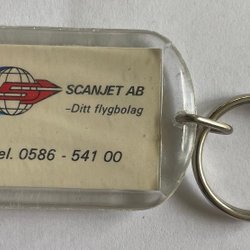 SCANJET AB
–Ditt flygbolag
el. 0586 - 541 00